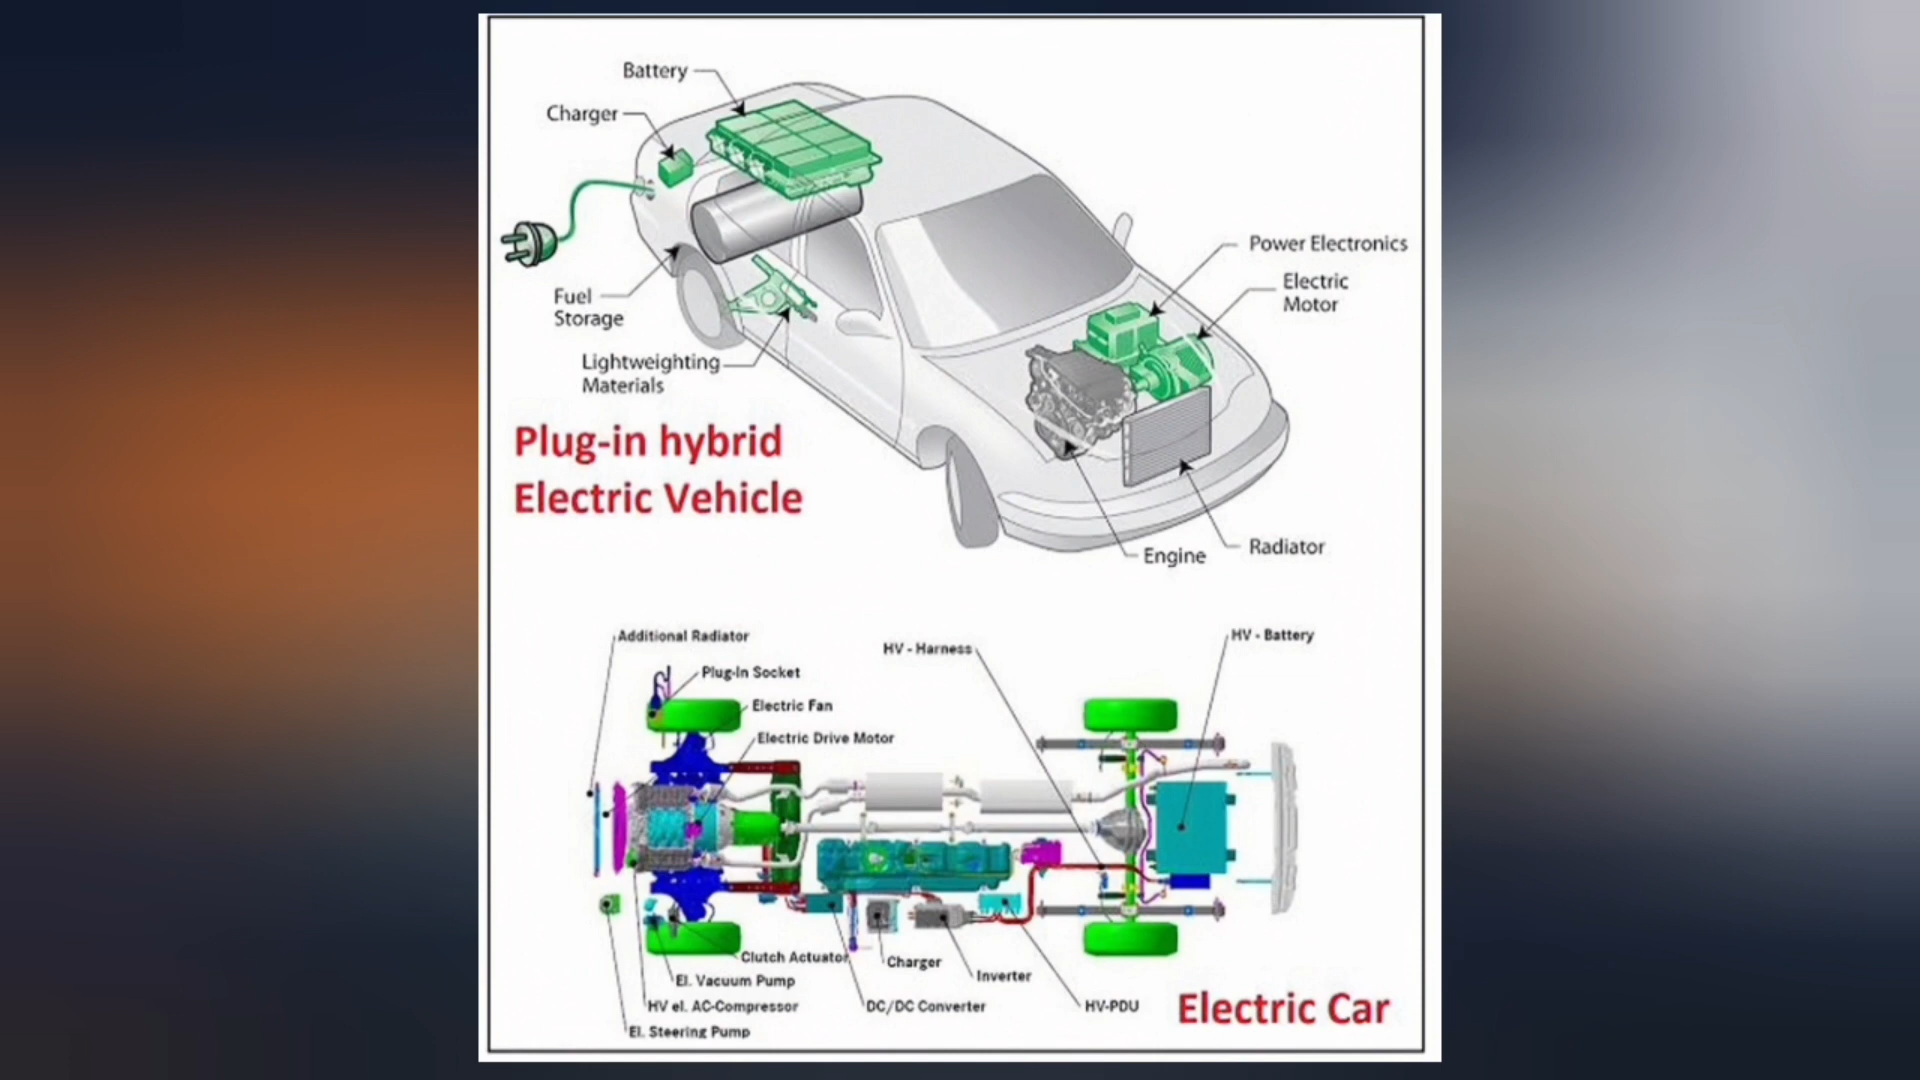 Battery
Charger
Power Electronics
Electric
Motor
Fuel
Storage
Lightweighting
Materials
Plug-in hybrid
Electric Vehicle
Engine
Radiator
Additional Radiator
HV - Harness
HV - Battery
Plug-In Socket
Electric Fan
Electric Drive Motor
Clutch Actuator
Charger
El. Vacuum Pump
Inverter
HV el. AC-Compressor
DC/DC Converter
HV-PDU
Electric Car
El. Steering Pump